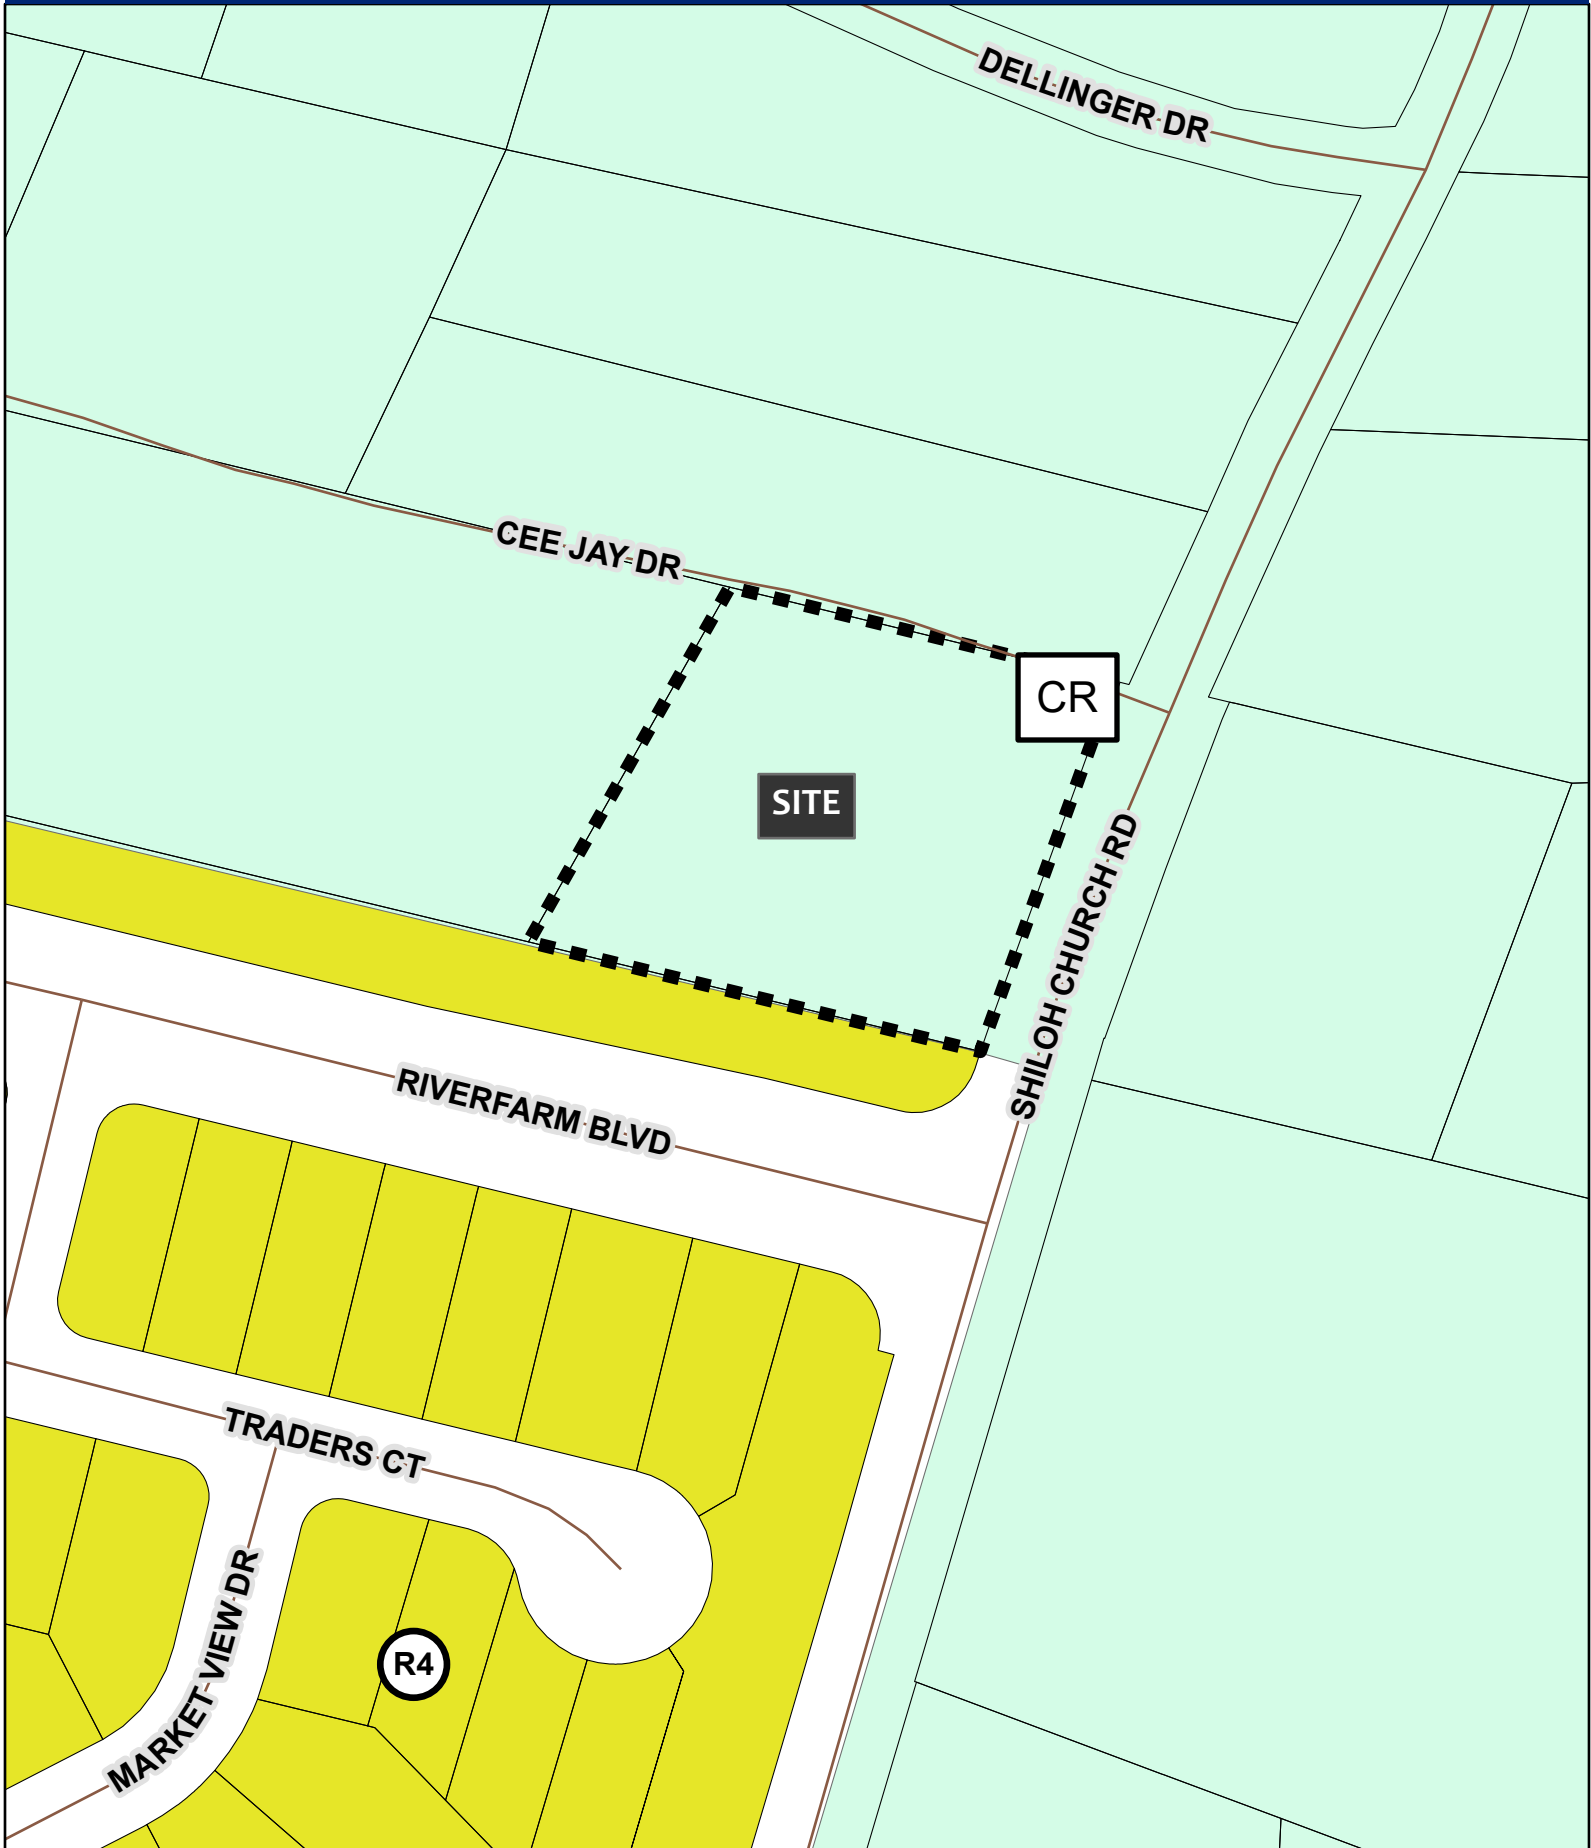 DELLINGER DR
CEE JAY DR
CR
SITE
SHILOH CHURCH RD
RIVERFARM BLVD
TRADERS CT
MARKET VIEW DR
R4